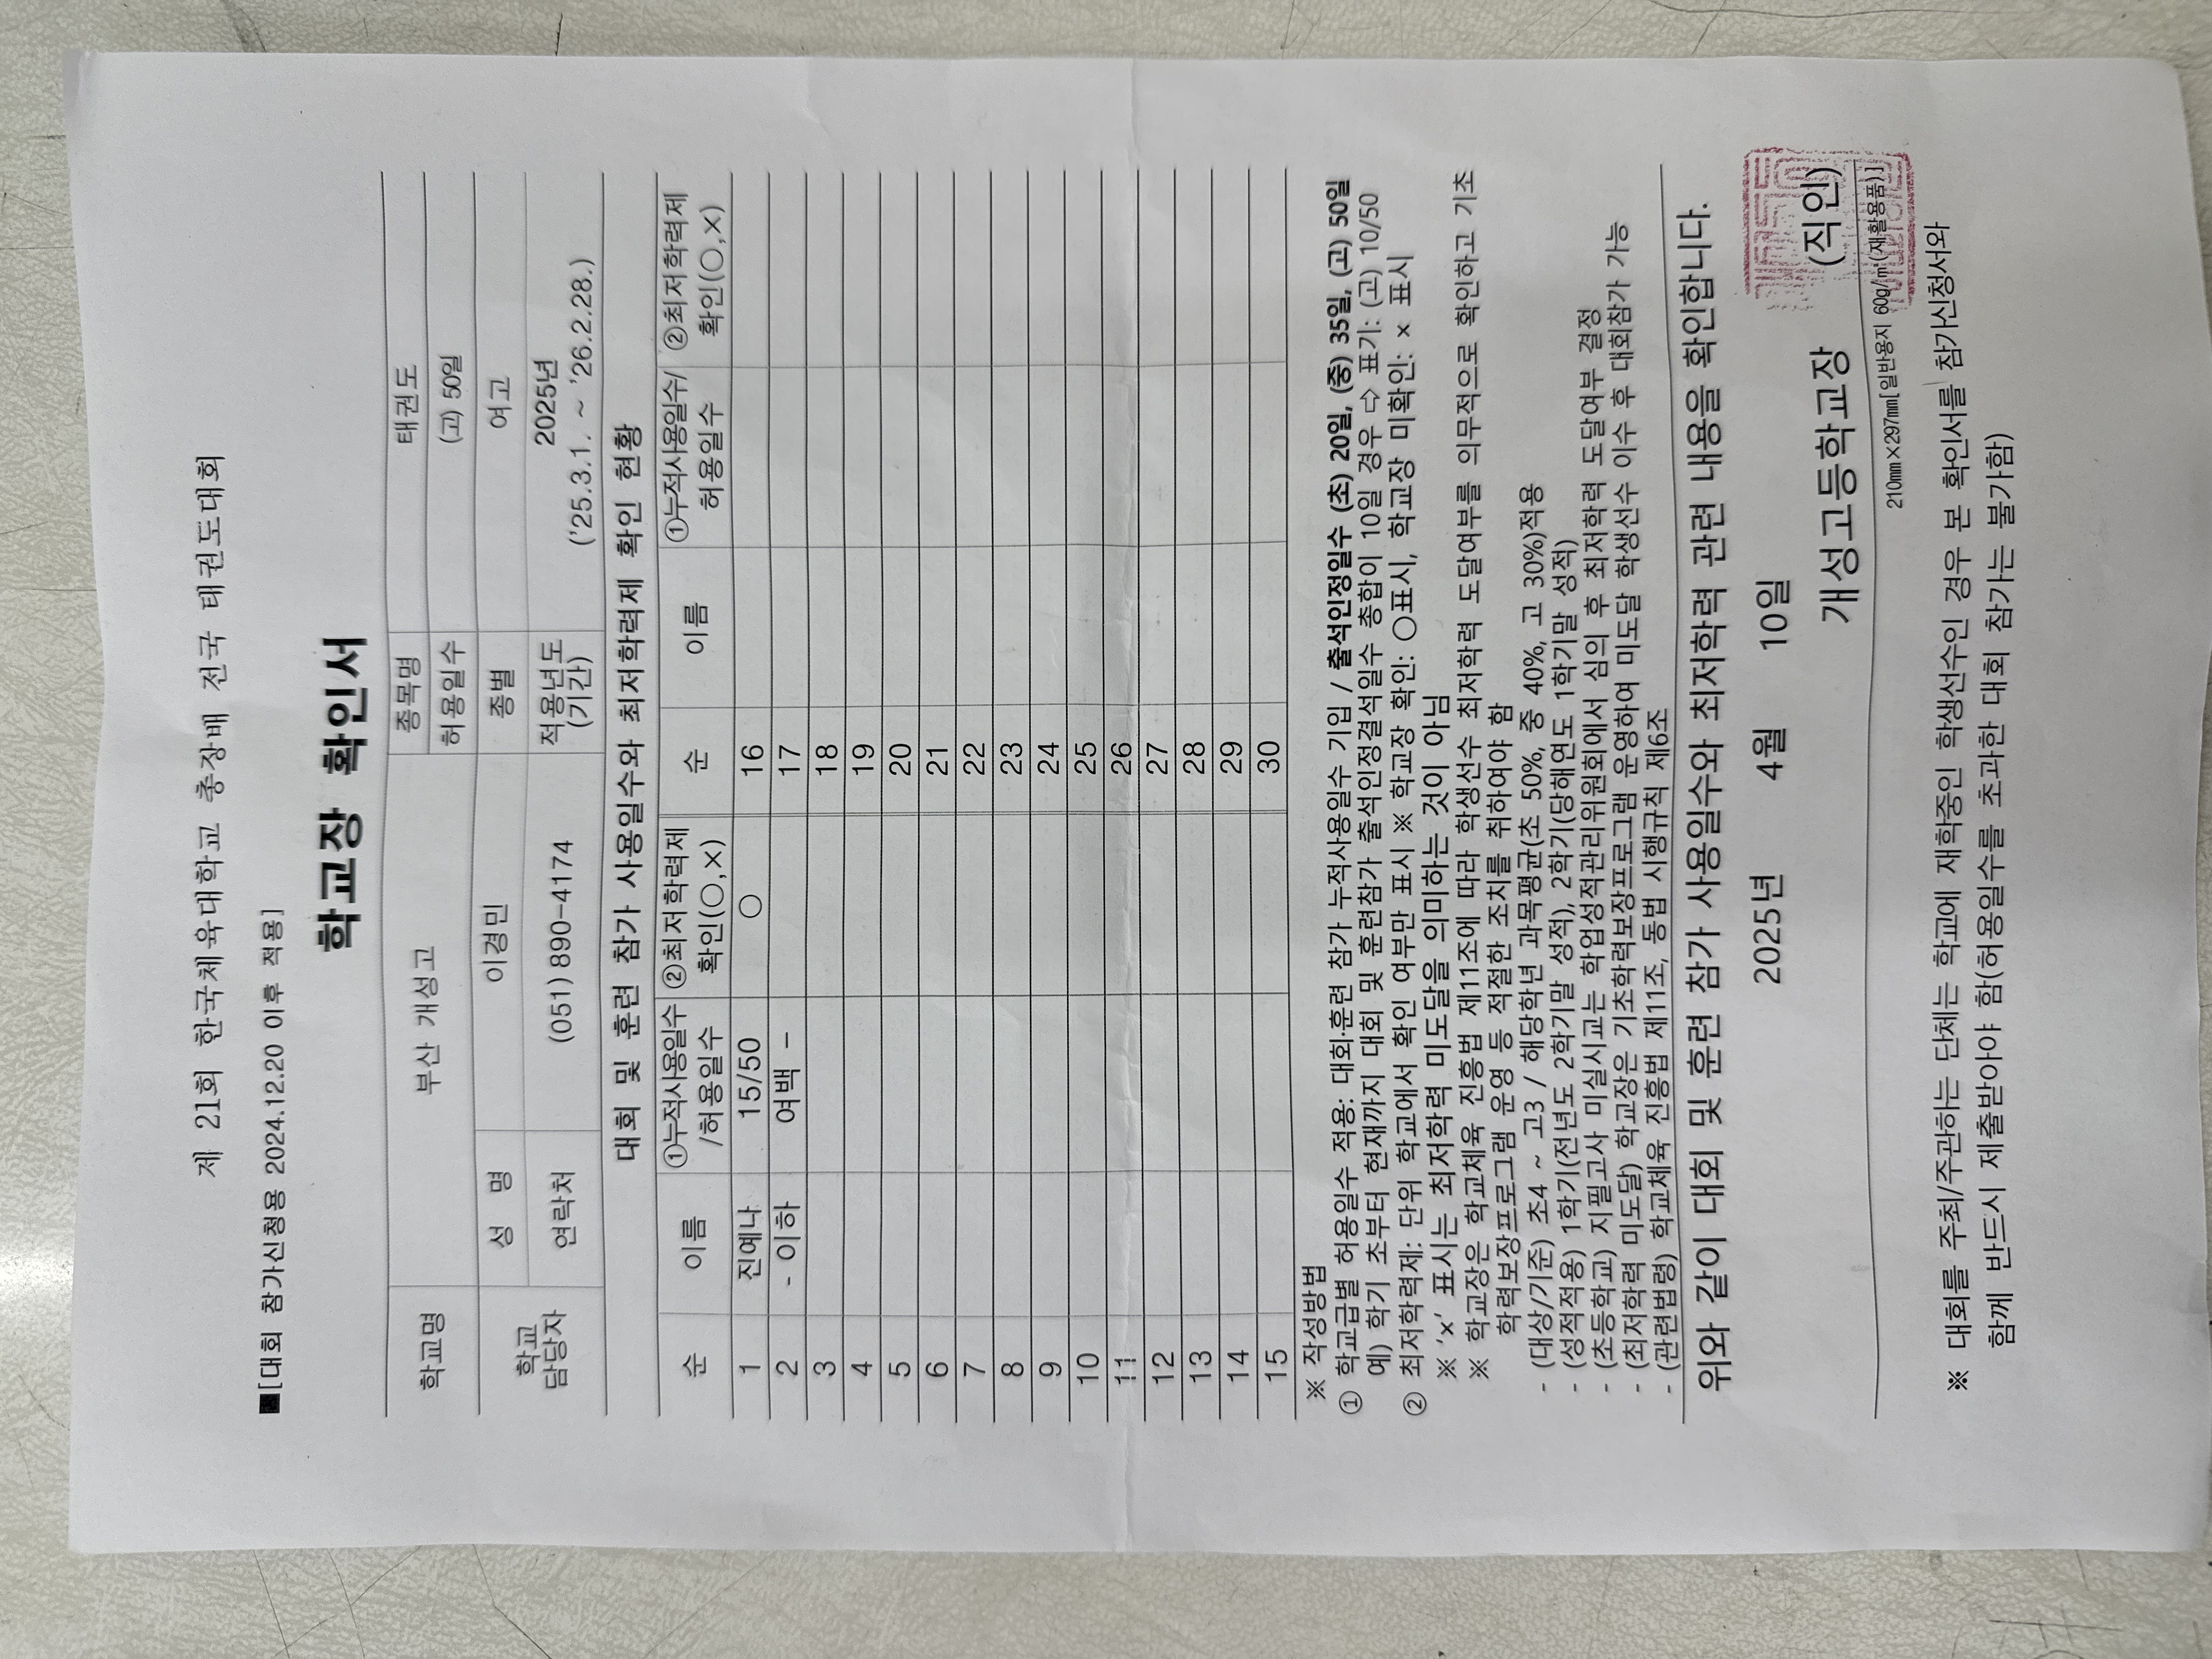 제 21회 한국체육대학교 총장배 전국 태권도대회
■[대회 참가신청용 2024.12.20 이후 적용]
학교장 확인서
학교명 부산 개성고 종목명 태권도
허용일수 (고) 50일
학교 담당자 성 명 이경민 종별 여고
연락처 (051) 890-4174 적용년도 (기간) 2025년 ('25.3.1. ~ '26.2.28.)
대회 및 훈련 참가 사용일수와 최저학력제 확인 현황
순 이름 ①누적사용일수 /허용일수 ②최저학력제 확인(○,×) 순 이름 ①누적사용일수/ 허용일수 ②최저학력제 확인(○,×)
1 진예나 15/50 ○ 16
2 - 이하 여백 - 17
3 18
4 19
5 20
6 21
7 22
8 23
9 24
10 25
11 26
12 27
13 28
14 29
15 30
※ 작성방법
① 학교급별 허용일수 적용: 대회·훈련 참가 누적사용일수 기입 / 출석인정일수 (초) 20일, (중) 35일, (고) 50일
예) 학기 초부터 현재까지 대회 및 훈련참가 출석인정결석일수 총합이 10일 경우 ⇨ 표기: (고) 10/50
② 최저학력제: 단위 학교에서 확인 여부만 표시 ※ 학교장 확인: ○표시, 학교장 미확인: × 표시
※ ‘×’ 표시는 최저학력 미도달을 의미하는 것이 아님
※ 학교장은 학교체육 진흥법 제11조에 따라 학생선수 최저학력 도달여부를 의무적으로 확인하고 기초
학력보장프로그램 운영 등 적절한 조치를 취하여야 함
- (대상/기준) 초4 ~ 고3 / 해당학년 과목평균(초 50%, 중 40%, 고 30%)적용
- (성적적용) 1학기(전년도 2학기말 성적), 2학기(당해연도 1학기말 성적)
- (초등학교) 지필고사 미실시교는 학업성적관리위원회에서 심의 후 최저학력 도달여부 결정
- (최저학력 미도달) 학교장은 기초학력보장프로그램 운영하여 미도달 학생선수 이수 후 대회참가 가능
- (관련법령) 학교체육 진흥법 제11조, 동법 시행규칙 제6조
위와 같이 대회 및 훈련 참가 사용일수와 최저학력 관련 내용을 확인합니다.
2025년 4월 10일
개성고등학교장 (직인)
210㎜×297㎜[일반용지 60g/㎡(재활용품)]
※ 대회를 주최/주관하는 단체는 학교에 재학중인 학생선수인 경우 본 확인서를 참가신청서와
함께 반드시 제출받아야 함(허용일수를 초과한 대회 참가는 불가함)